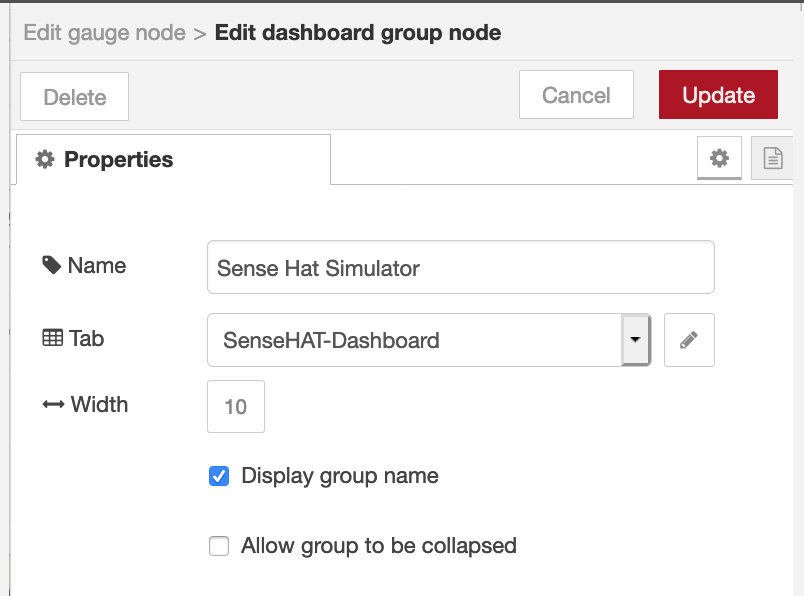 Edit gauge node > Edit dashboard group node
Delete
Cancel
Update
Properties
Name
Sense Hat Simulator
Tab
SenseHAT-Dashboard
Width
10
Display group name
Allow group to be collapsed